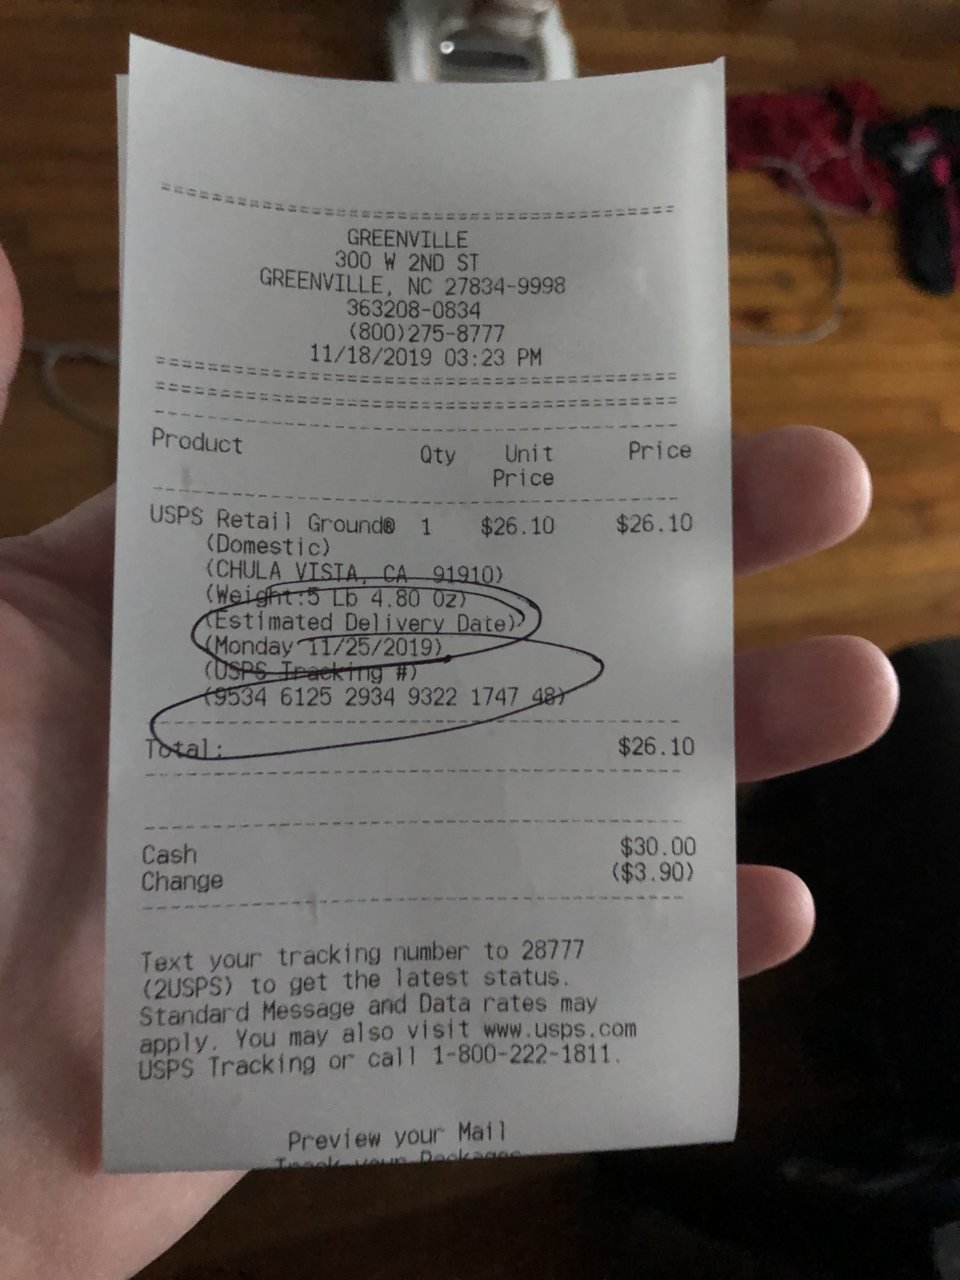 GREENVILLE
300 W 2ND ST
GREENVILLE, NC 27834-9998
363208-0834
(800)275-8777
11/18/2019 03:23 PM
Product Qty Unit Price Price
USPS Retail Ground® 1 $26.10 $26.10
(Domestic)
(CHULA VISTA, CA 91910)
(Weight:5 Lb 4.80 Oz)
(Estimated Delivery Date)
(Monday 11/25/2019)
(USPS Tracking #)
(9534 6125 2934 9322 1747 48)
Total: $26.10
Cash $30.00
Change ($3.90)
Text your tracking number to 28777
(2USPS) to get the latest status.
Standard Message and Data rates may
apply. You may also visit www.usps.com
USPS Tracking or call 1-800-222-1811.
Preview your Mail
Track your Packages